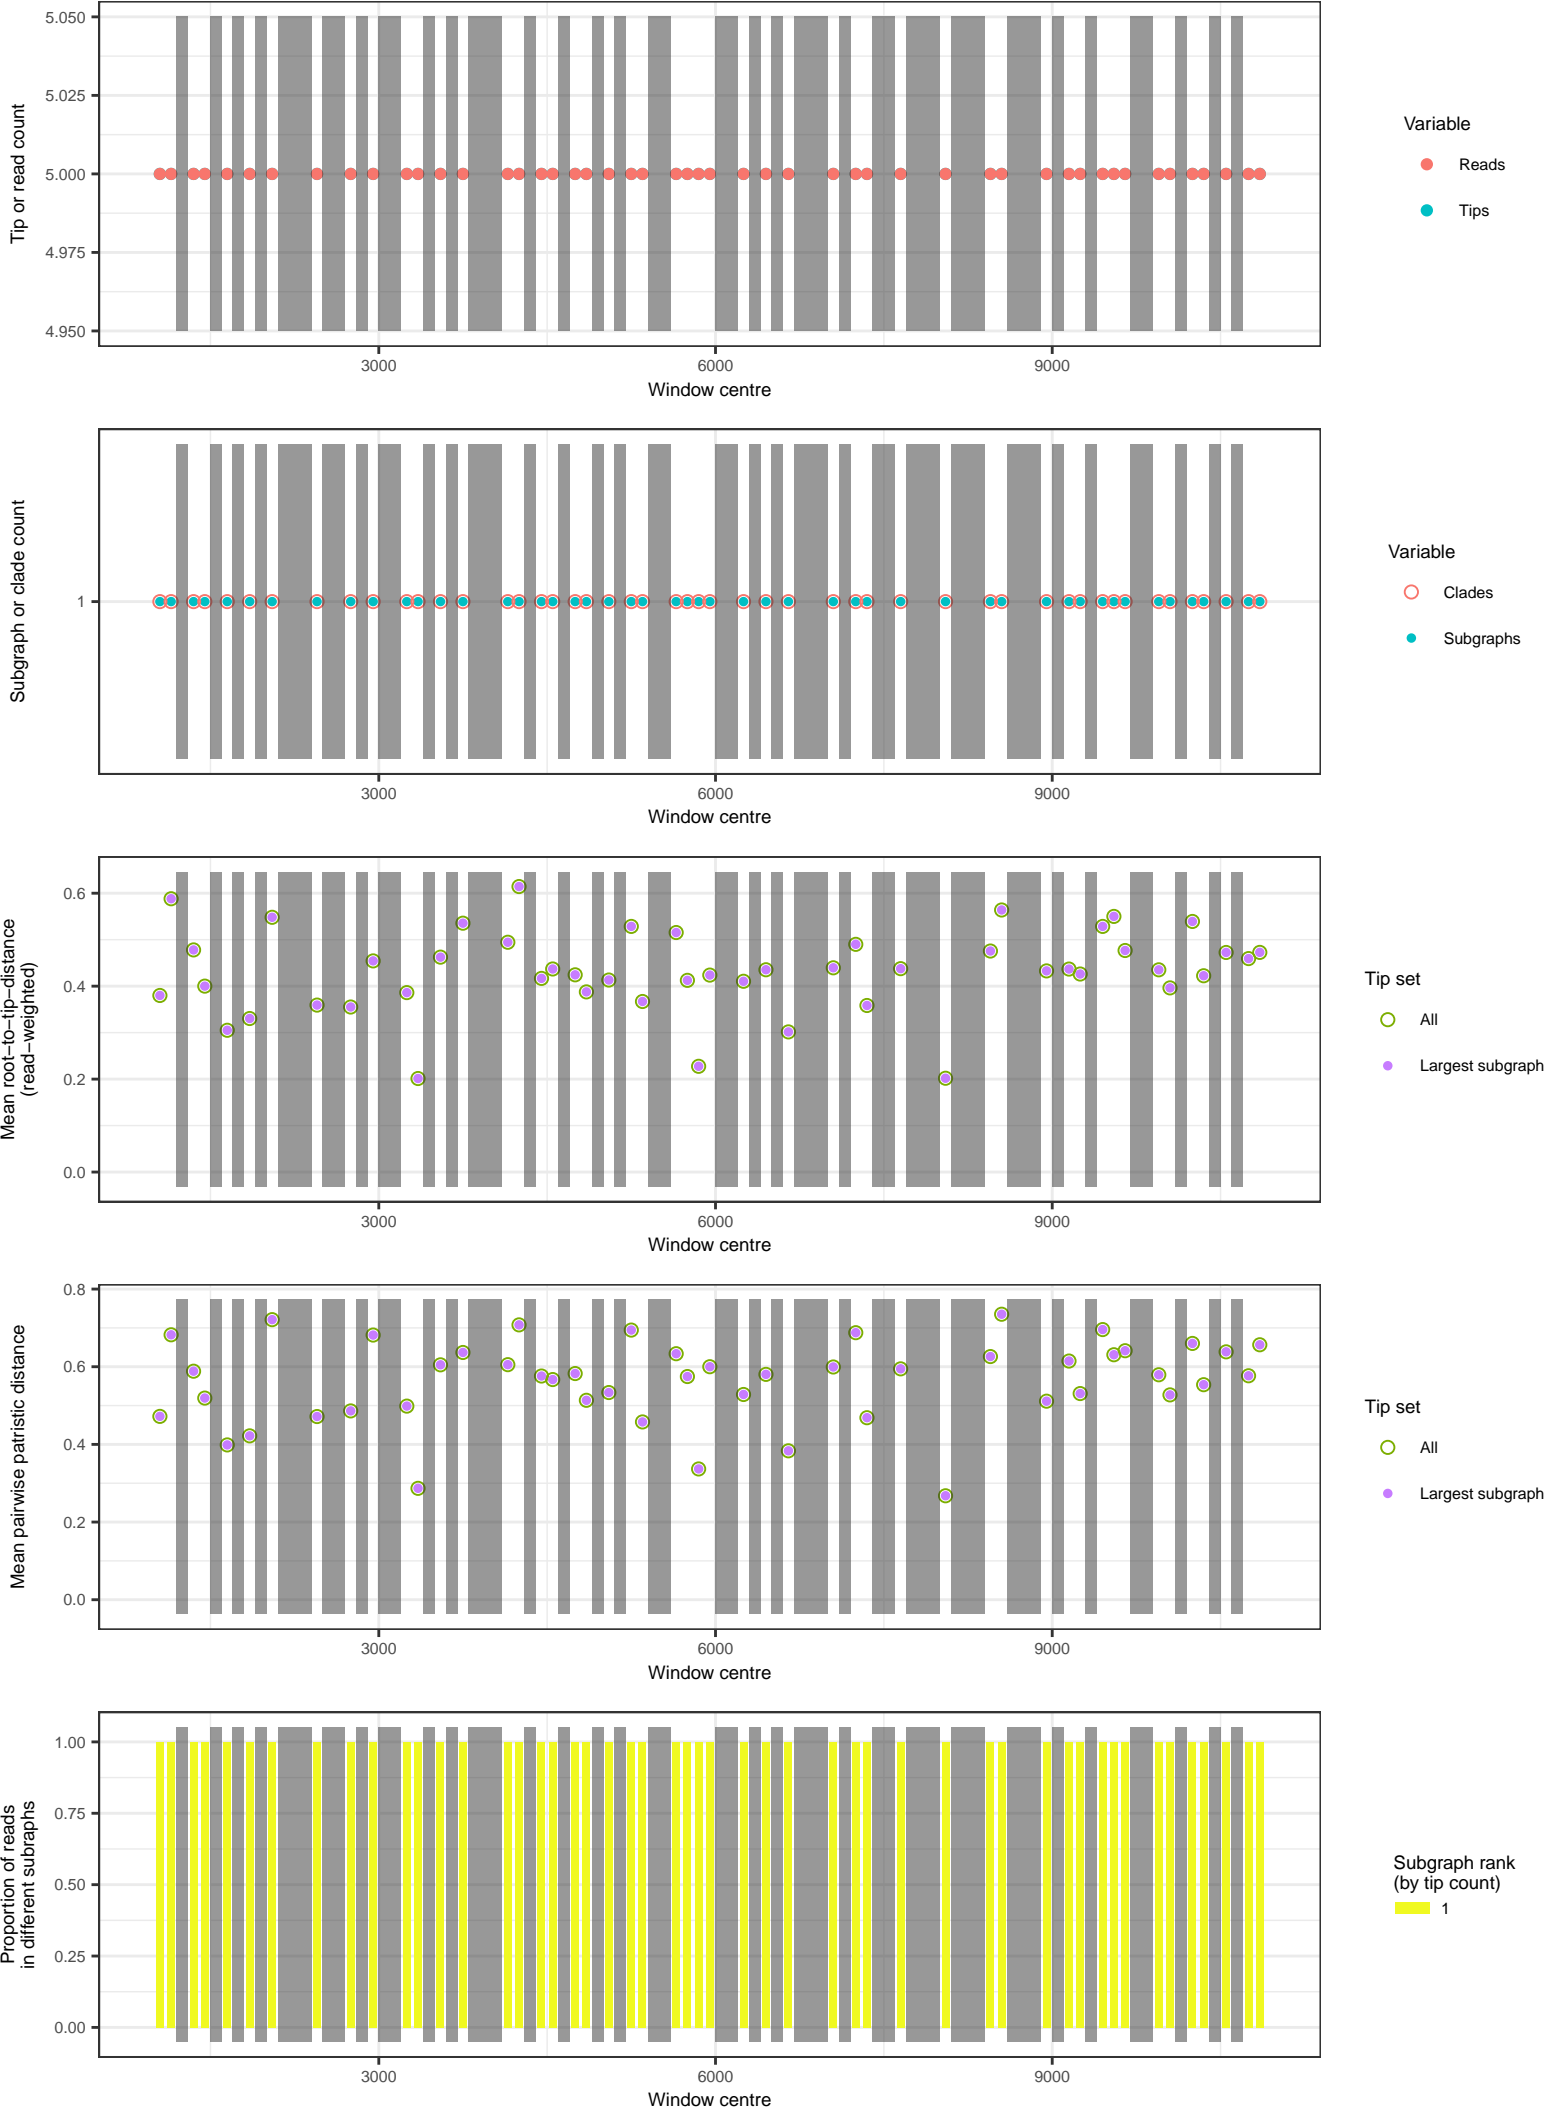 5.050
5.025
5.000
4.975
4.950
Tip or read count
3000 6000 9000
Window centre
Variable
Reads
Tips
1
Subgraph or clade count
3000 6000 9000
Window centre
Variable
Clades
Subgraphs
0.6
0.4
0.2
0.0
Mean root−to−tip−distance
(read−weighted)
3000 6000 9000
Window centre
Tip set
All
Largest subgraph
0.8
0.6
0.4
0.2
0.0
Mean pairwise patristic distance
3000 6000 9000
Window centre
Tip set
All
Largest subgraph
1.00
0.75
0.50
0.25
0.00
Proportion of reads
in different subraphs
3000 6000 9000
Window centre
Subgraph rank
(by tip count)
1